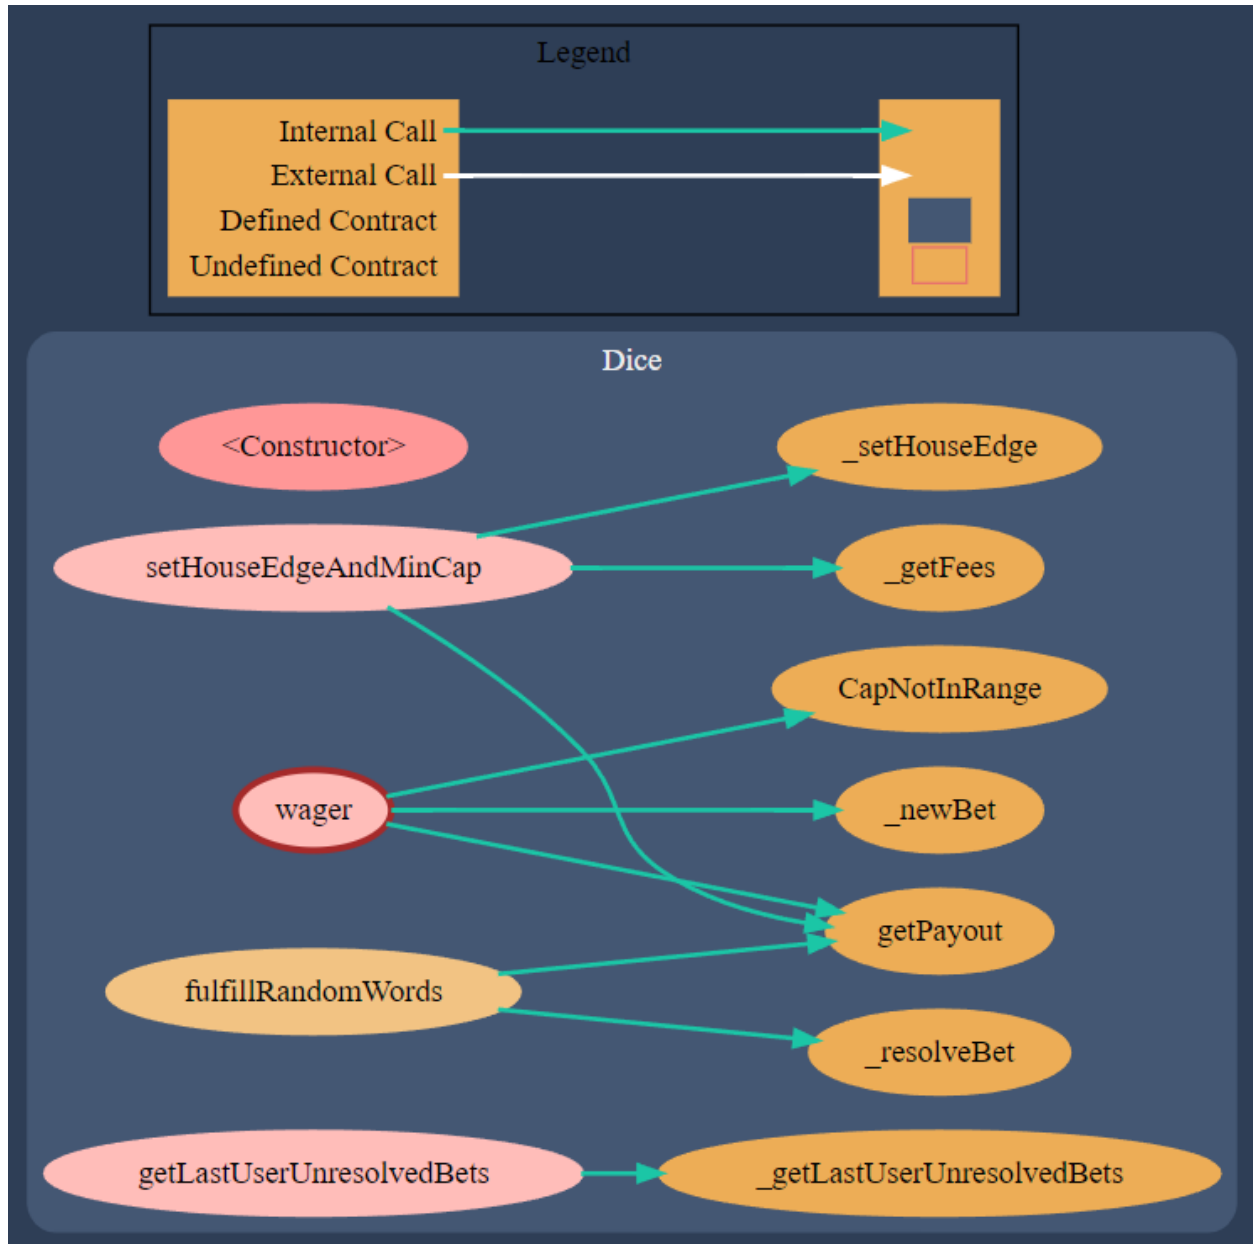 Legend
Internal Call
External Call
Defined Contract
Undefined Contract
Dice
<Constructor>
_setHouseEdge
setHouseEdgeAndMinCap
_getFees
CapNotInRange
wager
_newBet
getPayout
fulfillRandomWords
_resolveBet
getLastUserUnresolvedBets
_getLastUserUnresolvedBets